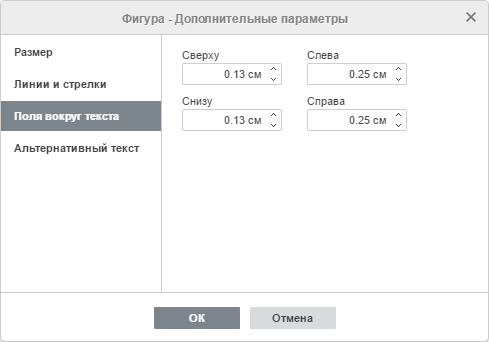 Фигура - Дополнительные параметры
Размер
Линии и стрелки
Поля вокруг текста
Альтернативный текст
Сверху Слева
0.13 см 0.25 см
Снизу Справа
0.13 см 0.25 см
ОК Отмена